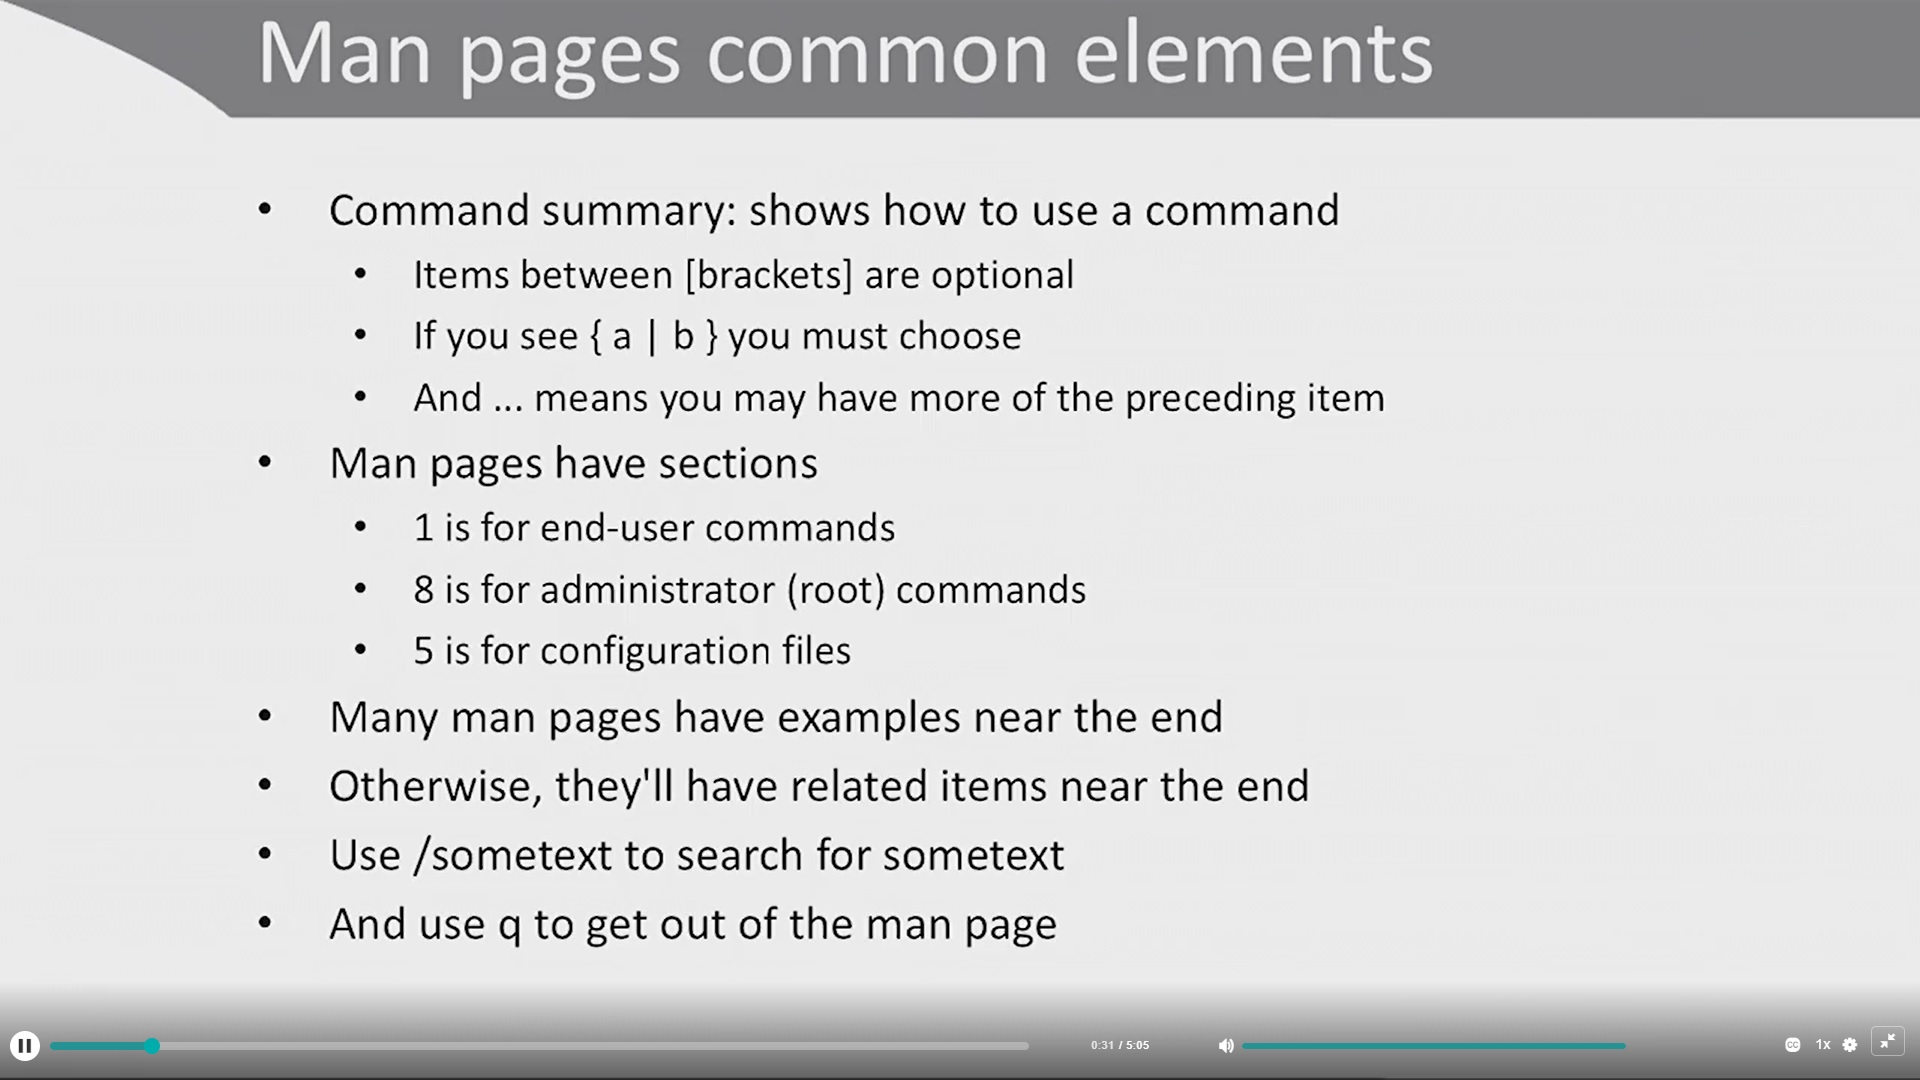 Man pages common elements
• Command summary: shows how to use a command
• Items between [brackets] are optional
• If you see { a | b } you must choose
• And ... means you may have more of the preceding item
• Man pages have sections
• 1 is for end-user commands
• 8 is for administrator (root) commands
• 5 is for configuration files
• Many man pages have examples near the end
• Otherwise, they'll have related items near the end
• Use /sometext to search for sometext
• And use q to get out of the man page
0:31 / 5:05 CC 1x